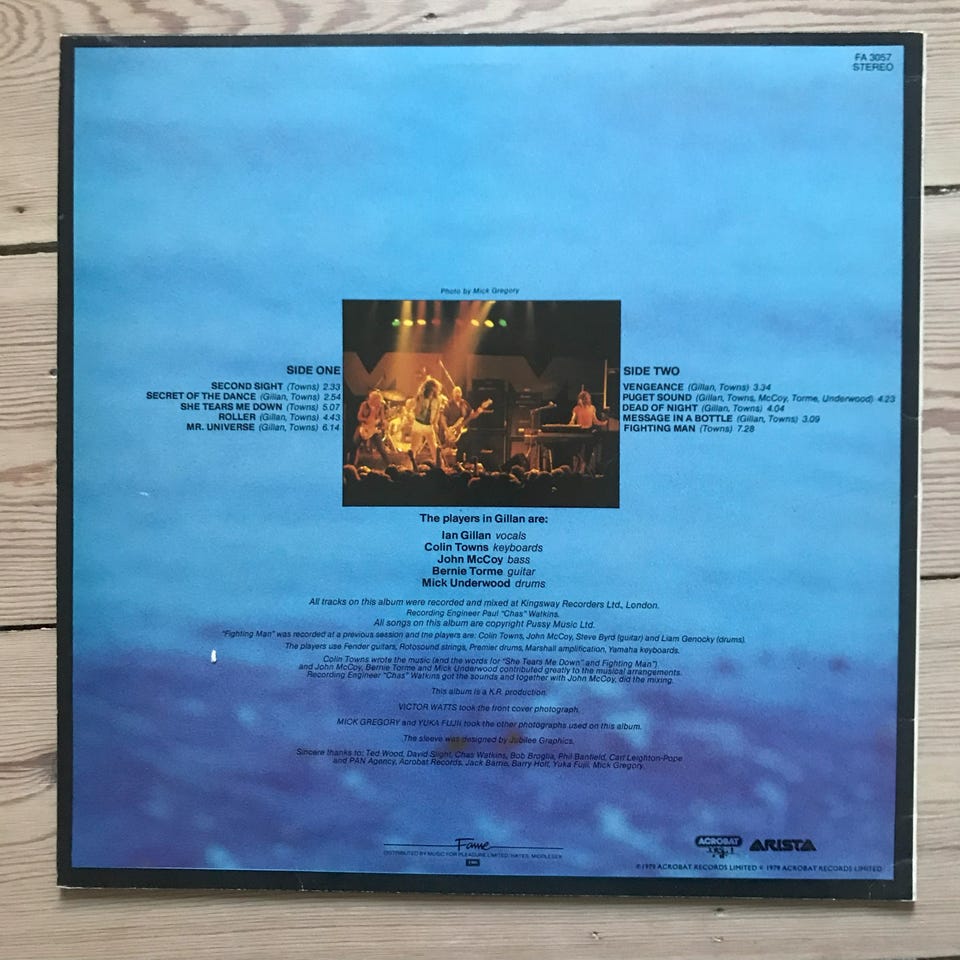 FA 3057
STEREO
Photo by Mick Gregory
SIDE ONE
SECOND SIGHT (Towns) 2.33
SECRET OF THE DANCE (Gillan, Towns) 2.54
SHE TEARS ME DOWN (Towns) 5.07
ROLLER (Gillan, Towns) 4.43
MR. UNIVERSE (Gillan, Towns) 6.14
SIDE TWO
VENGEANCE (Gillan, Towns) 3.34
PUGET SOUND (Gillan, Towns, McCoy, Torme, Underwood) 4.23
DEAD OF NIGHT (Gillan, Towns) 4.04
MESSAGE IN A BOTTLE (Gillan, Towns) 3.09
FIGHTING MAN (Towns) 7.28
The players in Gillan are:
Ian Gillan vocals
Colin Towns keyboards
John McCoy bass
Bernie Torme guitar
Mick Underwood drums
All tracks on this album were recorded and mixed at Kingsway Recorders Ltd., London.
Recording Engineer Paul "Chas" Watkins.
All songs on this album are copyright Pussy Music Ltd.
"Fighting Man" was recorded at a previous session and the players are: Colin Towns, John McCoy, Steve Byrd (guitar) and Liam Genocky (drums).
The players use Fender guitars, Rotosound strings, Premier drums, Marshall amplification, Yamaha keyboards.
Colin Towns wrote the music (and the words for "She Tears Me Down" and Fighting Man")
and John McCoy, Bernie Torme and Mick Underwood contributed greatly to the musical arrangements.
Recording Engineer "Chas" Watkins got the sounds and together with John McCoy, did the mixing.
This album is a K.R. production.
VICTOR WATTS took the front cover photograph.
MICK GREGORY and YUKA FUJII took the other photographs used on this album.
The sleeve was designed by Jubilee Graphics.
Sincere thanks to: Ted Wood, David Slight, Chas Watkins, Bob Broglia, Phil Banfield, Carl Leighton-Pope
and PAN Agency, Acrobat Records, Jack Barrie, Barry Holt, Yuka Fujii, Mick Gregory.
Fame
DISTRIBUTED BY MUSIC FOR PLEASURE LIMITED, HAYES, MIDDLESEX
EMI
ACROBAT
ARISTA
℗ 1979 ACROBAT RECORDS LIMITED © 1979 ACROBAT RECORDS LIMITED